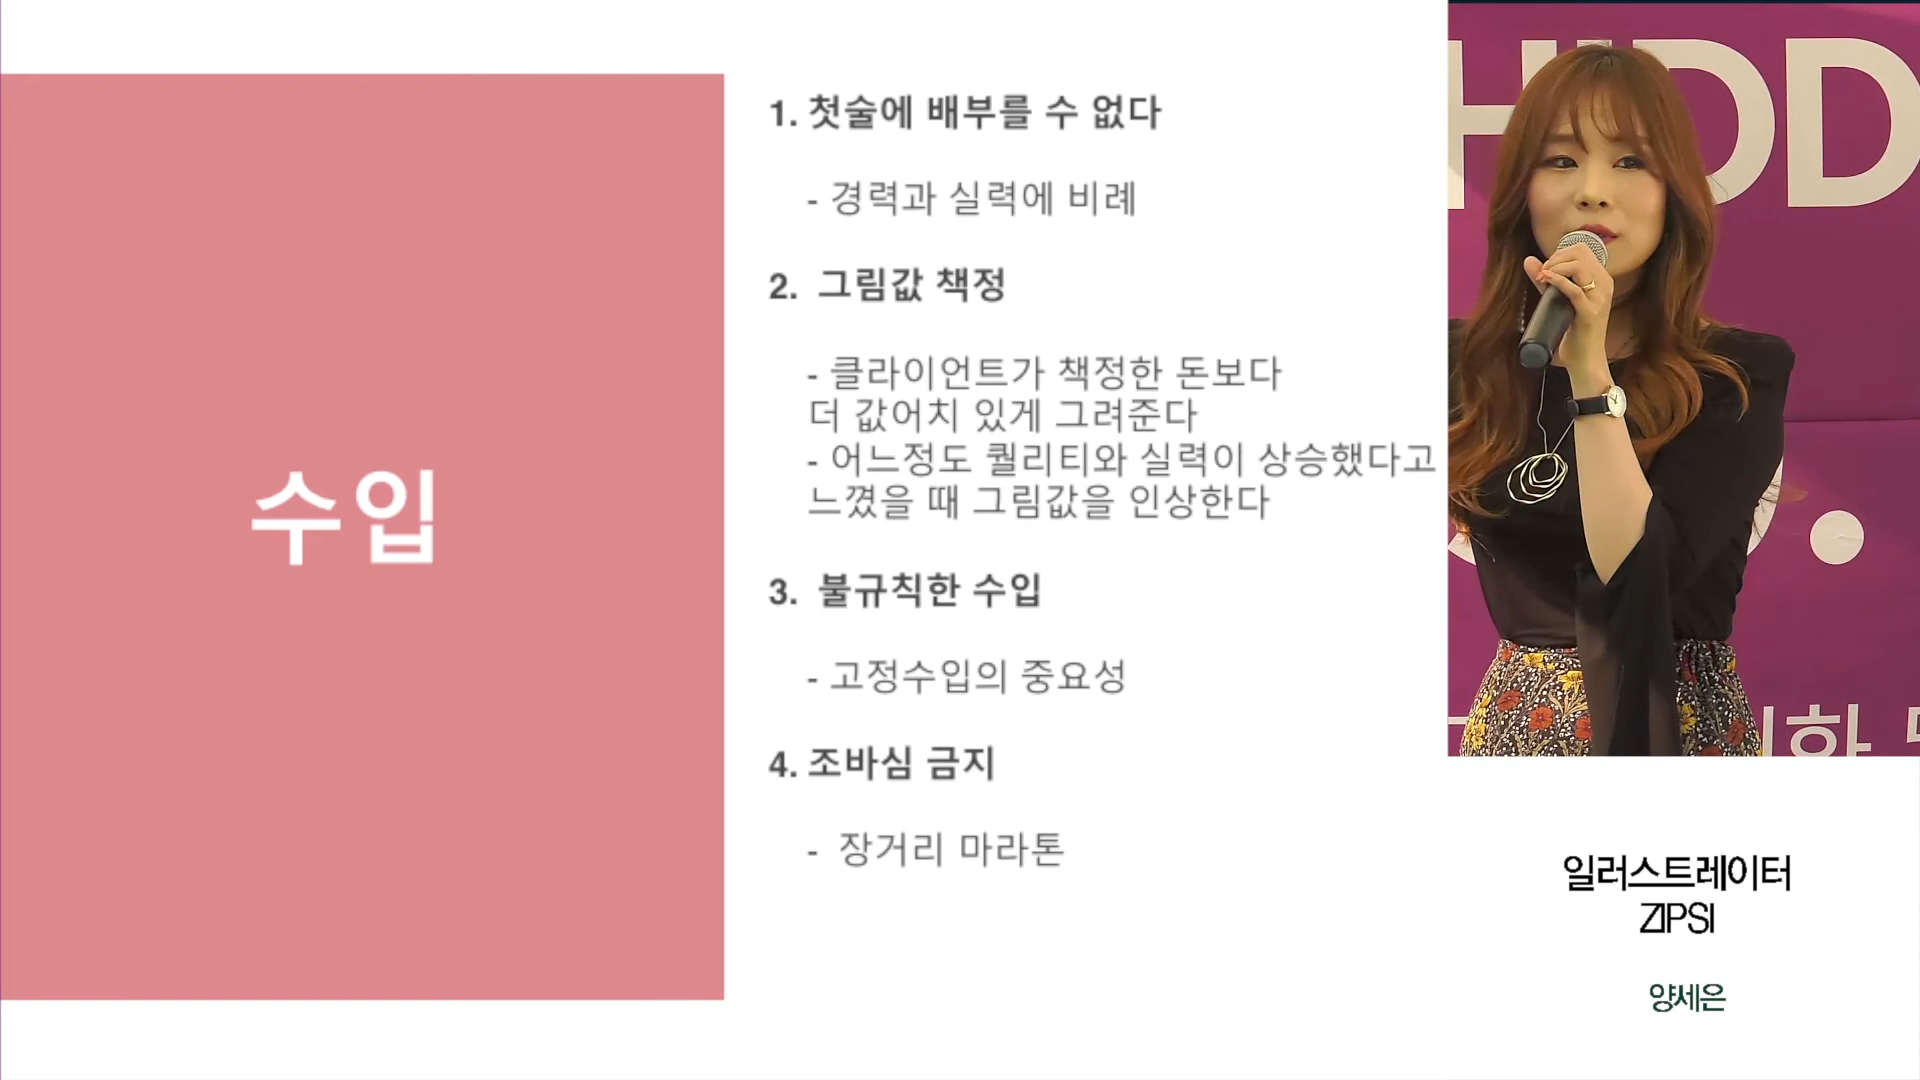 수입
1. 첫술에 배부를 수 없다
- 경력과 실력에 비례
2. 그림값 책정
- 클라이언트가 책정한 돈보다
더 값어치 있게 그려준다
- 어느정도 퀄리티와 실력이 상승했다고
느꼈을 때 그림값을 인상한다
3. 불규칙한 수입
- 고정수입의 중요성
4. 조바심 금지
- 장거리 마라톤
일러스트레이터
ZIPSI
양세은